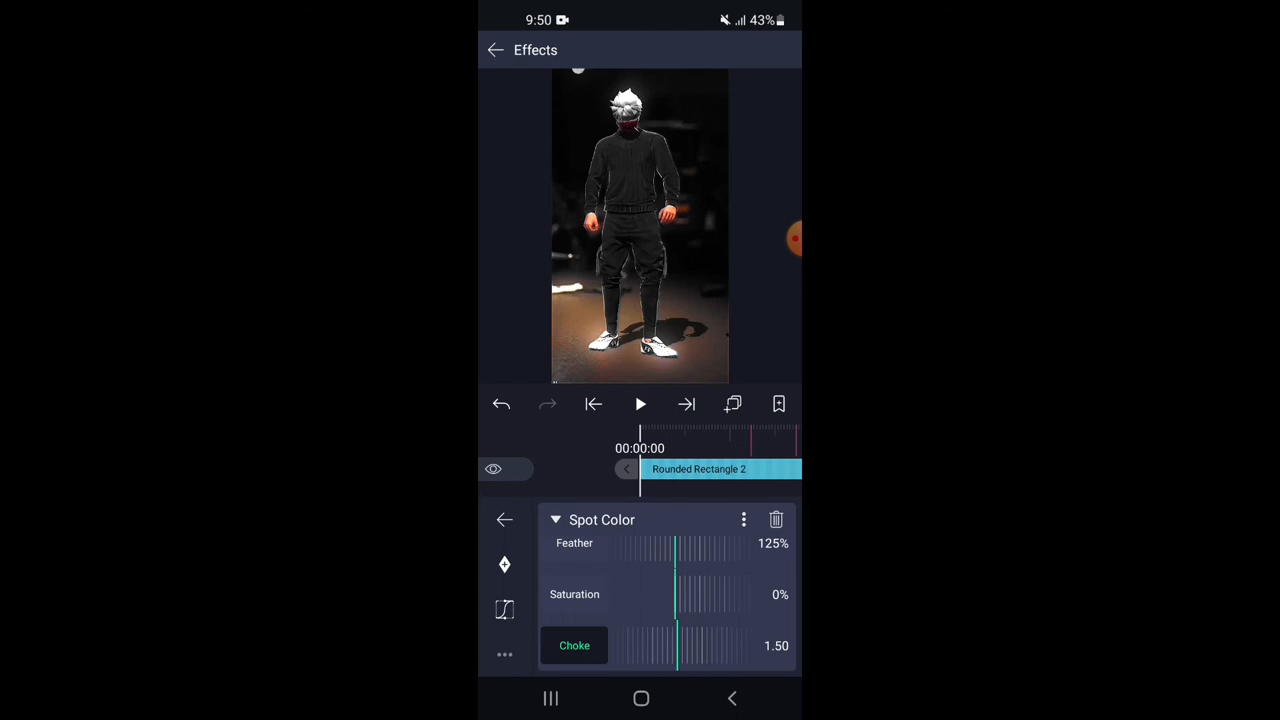 9:50 43%
Effects
00:00:00
Rounded Rectangle 2
Spot Color
Feather 125%
Saturation 0%
Choke 1.50